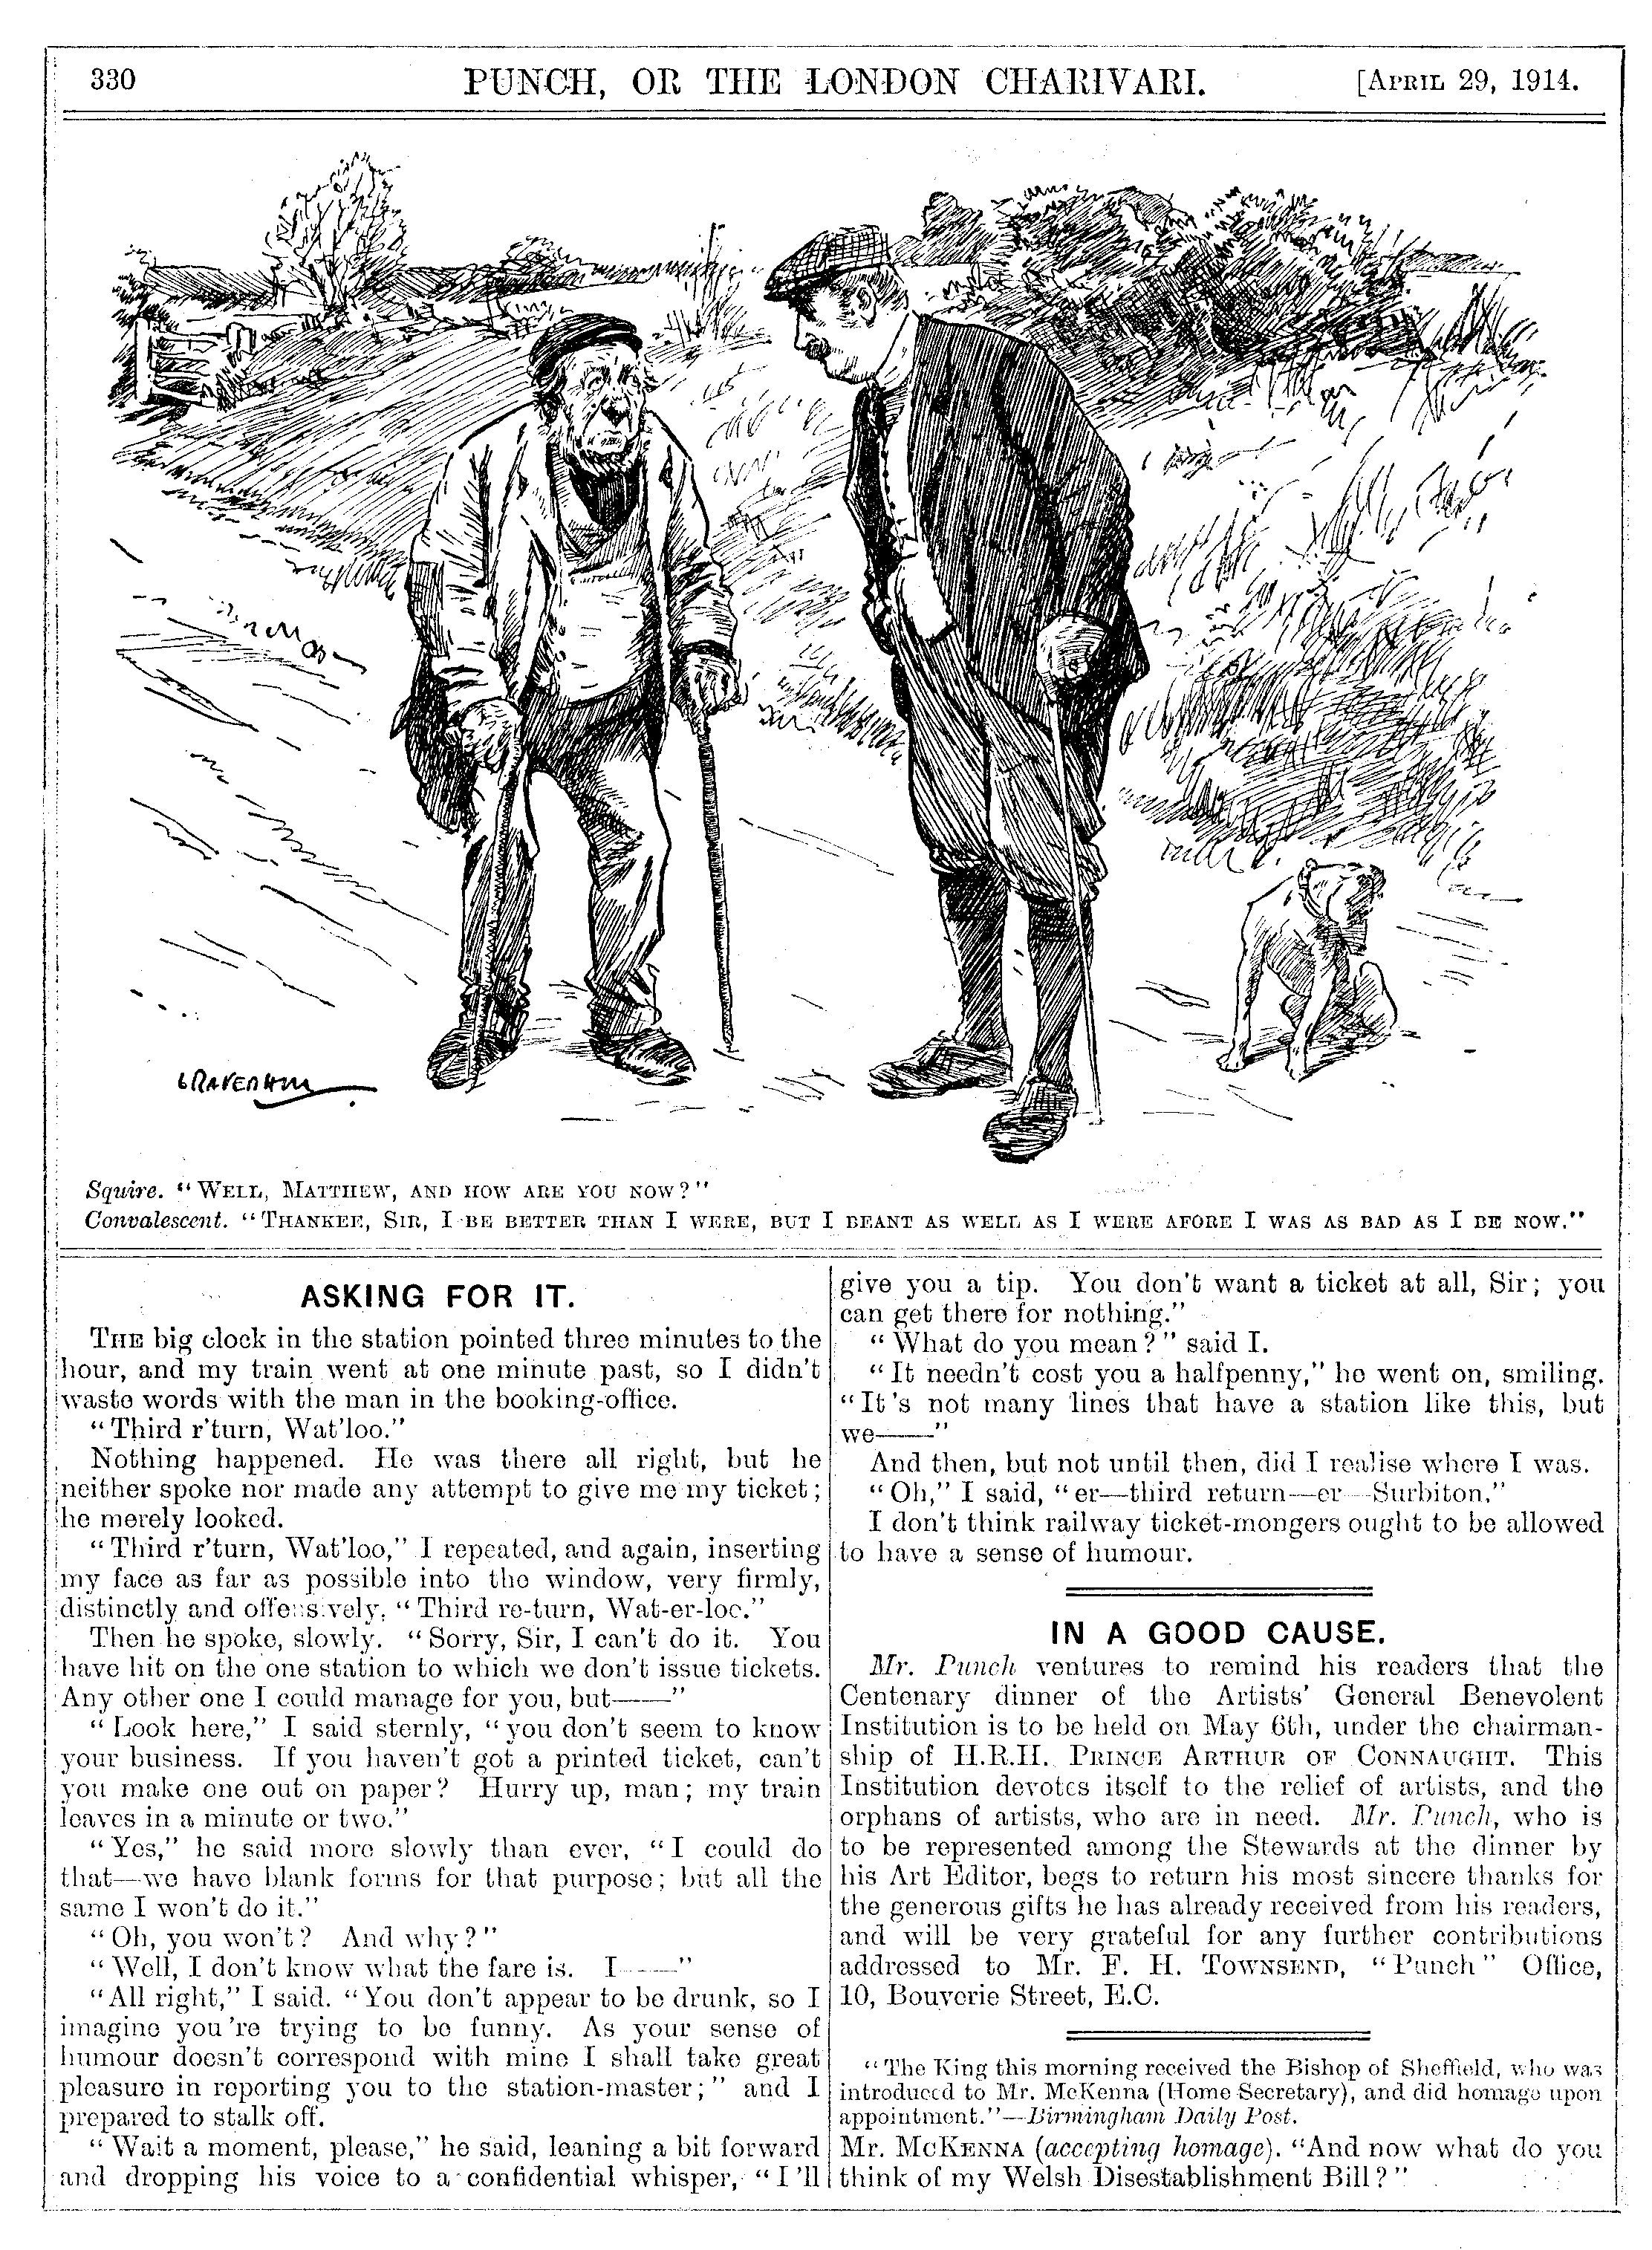 330
PUNCH, OR THE LONDON CHARIVARI.
[APRIL 29, 1914.
LRAVENHILL
Squire. "WELL, MATTHEW, AND HOW ARE YOU NOW?"
Convalescent. "THANKEE, SIR, I BE BETTER THAN I WERE, BUT I BEANT AS WELL AS I WERE AFORE I WAS AS BAD AS I BE NOW."
ASKING FOR IT.
THE big clock in the station pointed three minutes to the
hour, and my train went at one minute past, so I didn't
waste words with the man in the booking-office.
"Third r'turn, Wat'loo."
Nothing happened. He was there all right, but he
neither spoke nor made any attempt to give me my ticket;
he merely looked.
"Third r'turn, Wat'loo," I repeated, and again, inserting
my face as far as possible into the window, very firmly,
distinctly and offensively, "Third re-turn, Wat-er-loo."
Then he spoke, slowly. "Sorry, Sir, I can't do it. You
have hit on the one station to which we don't issue tickets.
Any other one I could manage for you, but——"
"Look here," I said sternly, "you don't seem to know
your business. If you haven't got a printed ticket, can't
you make one out on paper? Hurry up, man; my train
leaves in a minute or two."
"Yes," he said more slowly than ever, "I could do
that—we have blank forms for that purpose; but all the
same I won't do it."
"Oh, you won't? And why?"
"Well, I don't know what the fare is. I——"
"All right," I said. "You don't appear to be drunk, so I
imagine you're trying to be funny. As your sense of
humour doesn't correspond with mine I shall take great
pleasure in reporting you to the station-master;" and I
prepared to stalk off.
"Wait a moment, please," he said, leaning a bit forward
and dropping his voice to a confidential whisper, "I'll
give you a tip. You don't want a ticket at all, Sir; you
can get there for nothing."
"What do you mean?" said I.
"It needn't cost you a halfpenny," he went on, smiling.
"It's not many lines that have a station like this, but
we——"
And then, but not until then, did I realise where I was.
"Oh," I said, "er—third return—er—Surbiton."
I don't think railway ticket-mongers ought to be allowed
to have a sense of humour.
IN A GOOD CAUSE.
Mr. Punch ventures to remind his readers that the
Centenary dinner of the Artists' General Benevolent
Institution is to be held on May 6th, under the chairman-
ship of H.R.H. PRINCE ARTHUR OF CONNAUGHT. This
Institution devotes itself to the relief of artists, and the
orphans of artists, who are in need. Mr. Punch, who is
to be represented among the Stewards at the dinner by
his Art Editor, begs to return his most sincere thanks for
the generous gifts he has already received from his readers,
and will be very grateful for any further contributions
addressed to Mr. F. H. TOWNSEND, "Punch" Office,
10, Bouverie Street, E.C.
"The King this morning received the Bishop of Sheffield, who was
introduced to Mr. McKenna (Home Secretary), and did homage upon
appointment."—Birmingham Daily Post.
Mr. MCKENNA (accepting homage). "And now what do you
think of my Welsh Disestablishment Bill?"